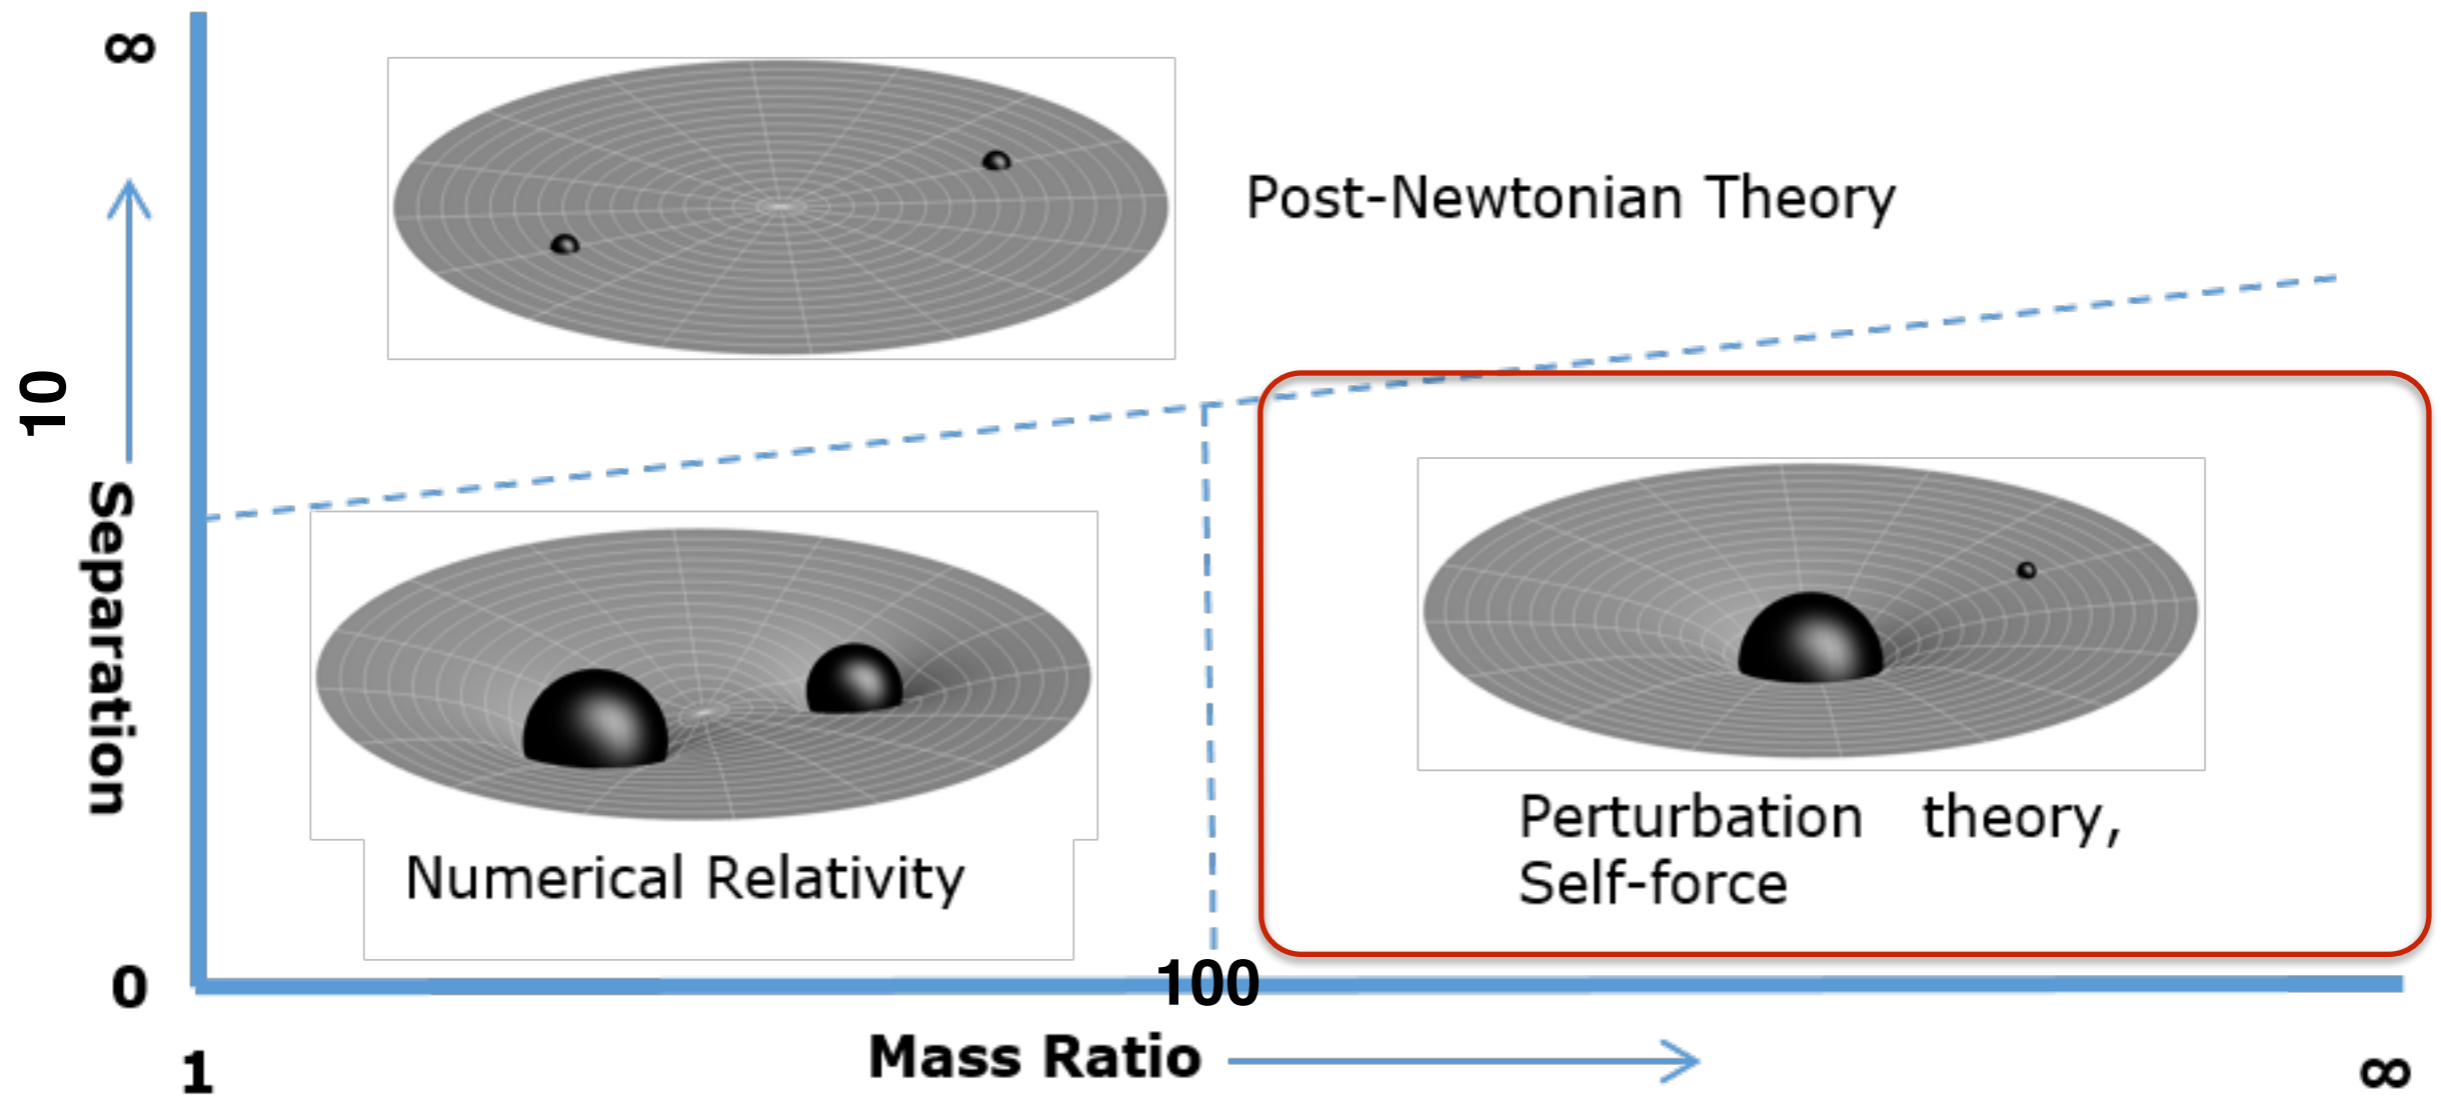 ∞
Post-Newtonian Theory
10
Separation
Perturbation theory,
Self-force
Numerical Relativity
0
100
Mass Ratio
1
∞